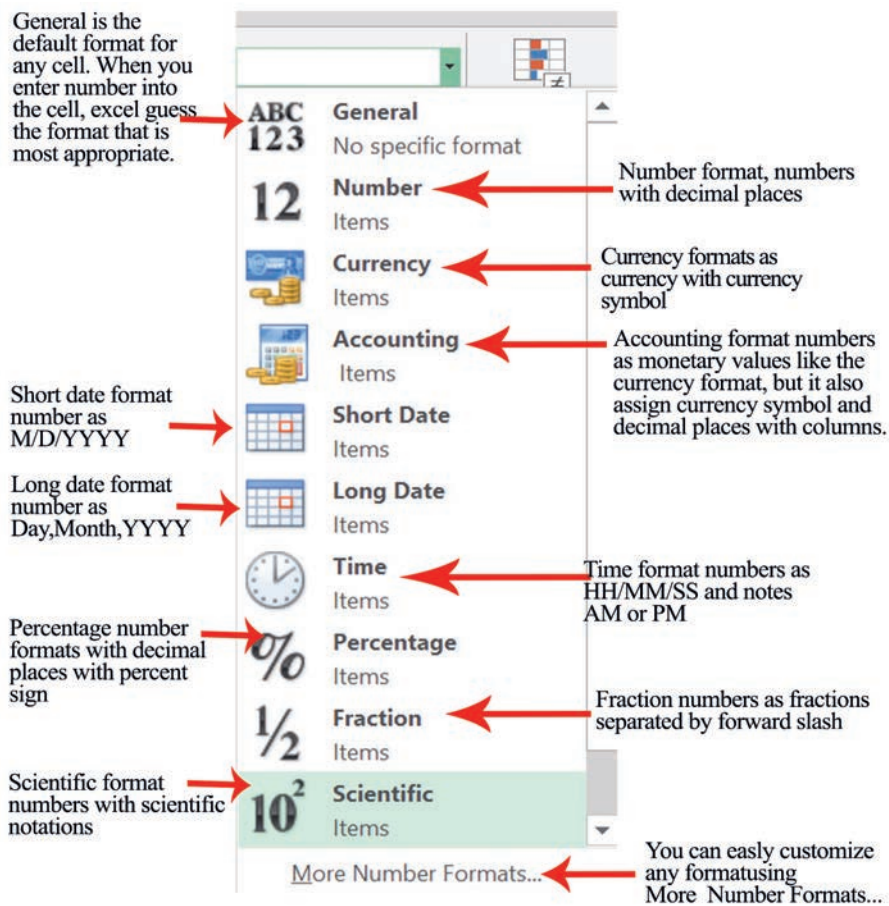 General is the
default format for
any cell. When you
enter number into
the cell, excel guess
the format that is
most appropriate.
ABC
123
General
No specific format
12
Number
Items
Number format, numbers
with decimal places
Currency
Items
Currency formats as
currency with currency
symbol
Accounting
Items
Accounting format numbers
as monetary values like the
currency format, but it also
assign currency symbol and
decimal places with columns.
Short date format
number as
M/D/YYYY
Short Date
Items
Long date format
number as
Day,Month,YYYY
Long Date
Items
Time
Items
Time format numbers as
HH/MM/SS and notes
AM or PM
Percentage number
formats with decimal
places with percent
sign
%
Percentage
Items
1/2
Fraction
Items
Fraction numbers as fractions
separated by forward slash
Scientific format
numbers with scientific
notations
10²
Scientific
Items
More Number Formats...
You can easly customize
any formatusing
More Number Formats...